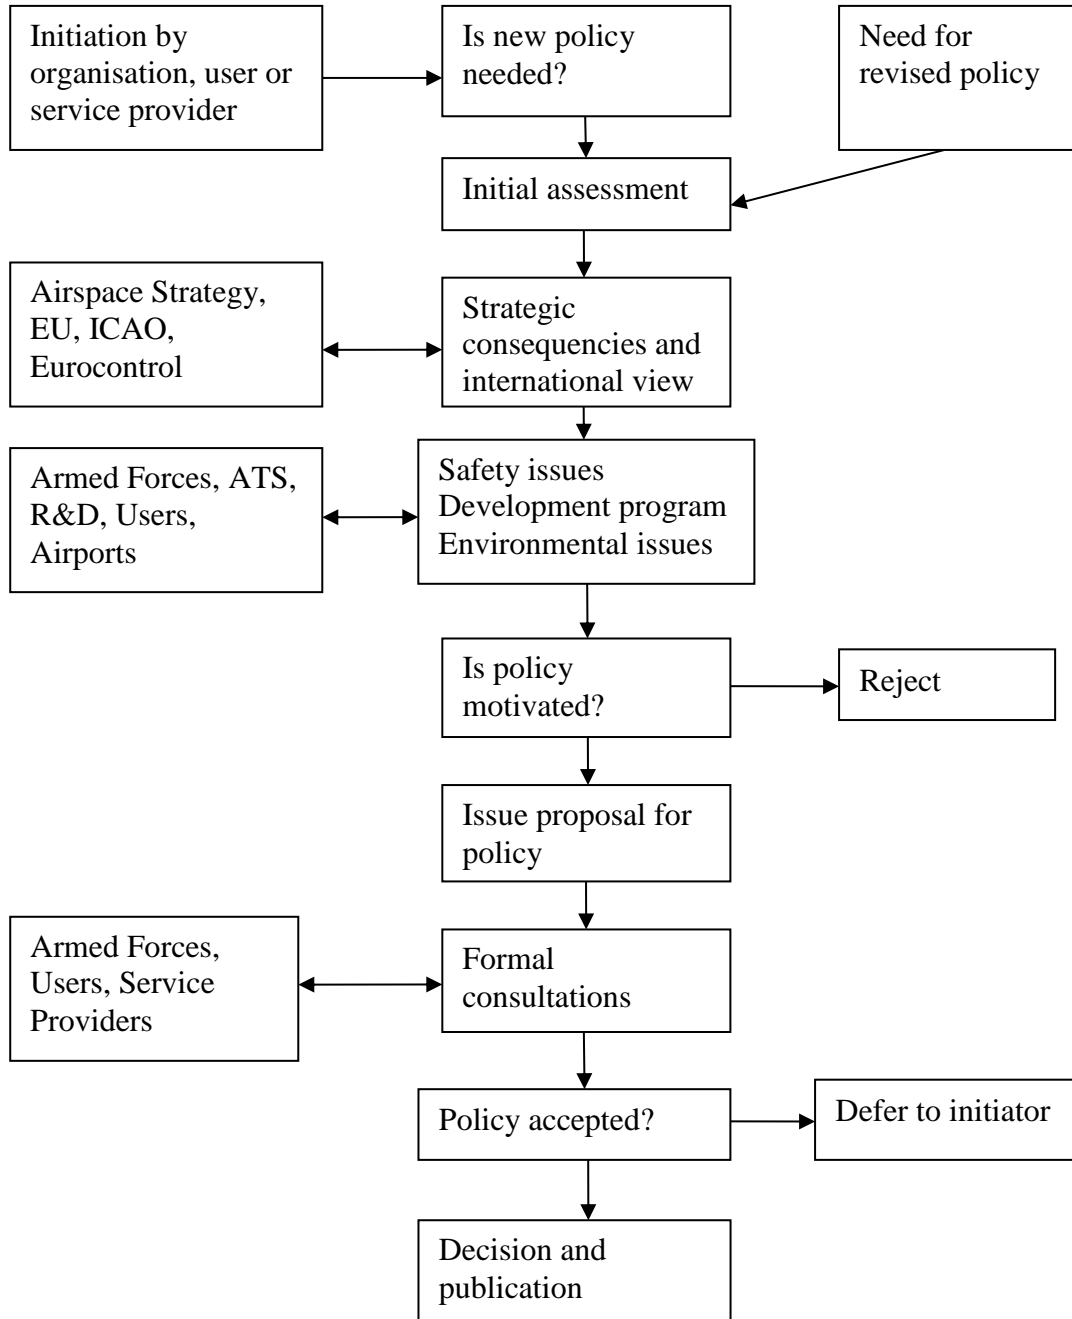 Initiation by
organisation, user or
service provider
Is new policy
needed?
Need for
revised policy
Initial assessment
Airspace Strategy,
EU, ICAO,
Eurocontrol
Strategic
consequencies and
international view
Armed Forces, ATS,
R&D, Users,
Airports
Safety issues
Development program
Environmental issues
Is policy
motivated?
Reject
Issue proposal for
policy
Armed Forces,
Users, Service
Providers
Formal
consultations
Policy accepted?
Defer to initiator
Decision and
publication